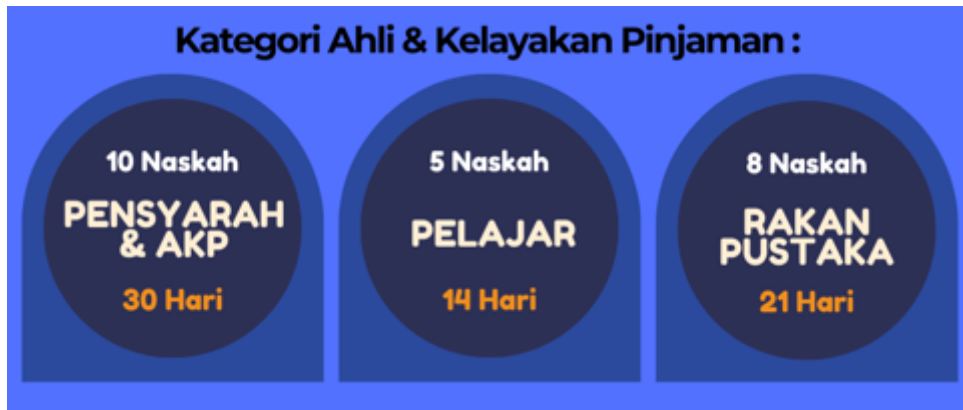 Kategori Ahli & Kelayakan Pinjaman :
10 Naskah
PENSYARAH
& AKP
30 Hari
5 Naskah
PELAJAR
14 Hari
8 Naskah
RAKAN
PUSTAKA
21 Hari